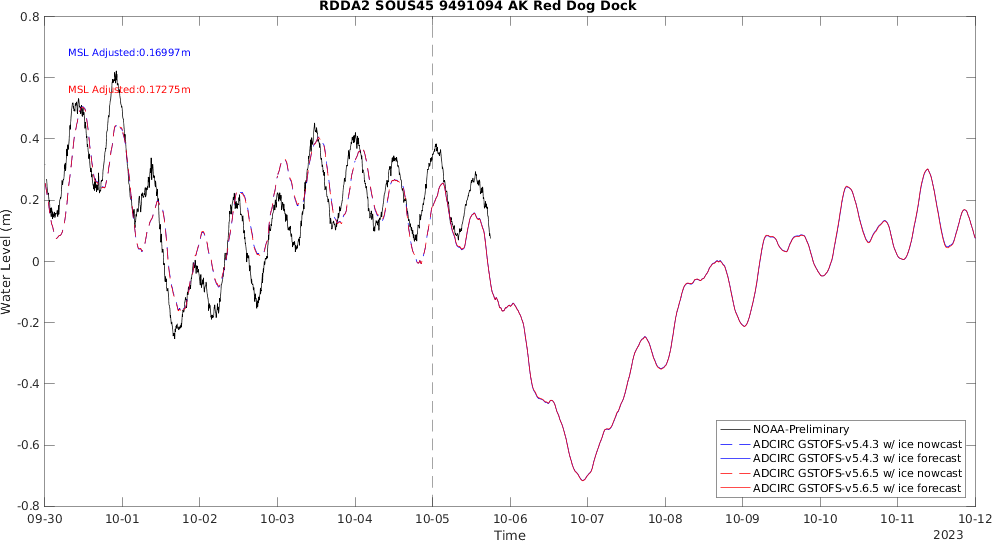 RDDA2 SOUS45 9491094 AK Red Dog Dock
MSL Adjusted:0.16997m
MSL Adjusted:0.17275m
Water Level (m)
0.8
0.6
0.4
0.2
0
-0.2
-0.4
-0.6
-0.8
NOAA-Preliminary
ADCIRC GSTOFS-v5.4.3 w/ ice nowcast
ADCIRC GSTOFS-v5.4.3 w/ ice forecast
ADCIRC GSTOFS-v5.6.5 w/ ice nowcast
ADCIRC GSTOFS-v5.6.5 w/ ice forecast
09-30 10-01 10-02 10-03 10-04 10-05 10-06 10-07 10-08 10-09 10-10 10-11 10-12
Time
2023